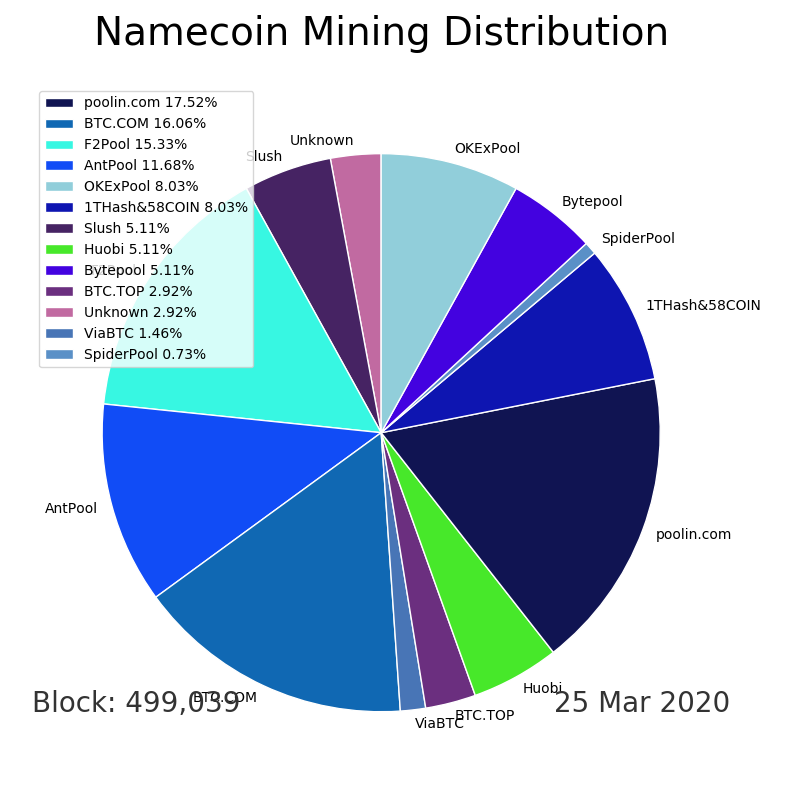 Namecoin Mining Distribution
poolin.com 17.52%
BTC.COM 16.06%
F2Pool 15.33%
AntPool 11.68%
OKExPool 8.03%
1THash&58COIN 8.03%
Slush 5.11%
Huobi 5.11%
Bytepool 5.11%
BTC.TOP 2.92%
Unknown 2.92%
ViaBTC 1.46%
SpiderPool 0.73%
Slush
Unknown
OKExPool
Bytepool
SpiderPool
1THash&58COIN
AntPool
poolin.com
Huobi
BTC.COM
BTC.TOP
ViaBTC
Block: 499,039
25 Mar 2020